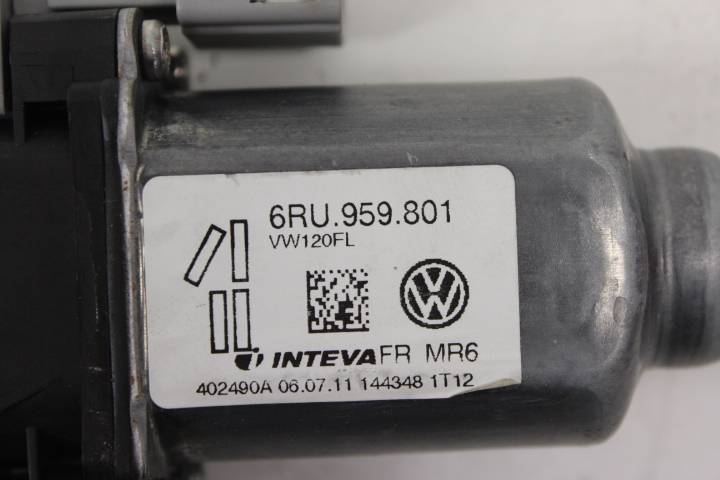 6RU.959.801
VW120FL
INTEVA FR MR6
402490A 06.07.11 144348 1T12